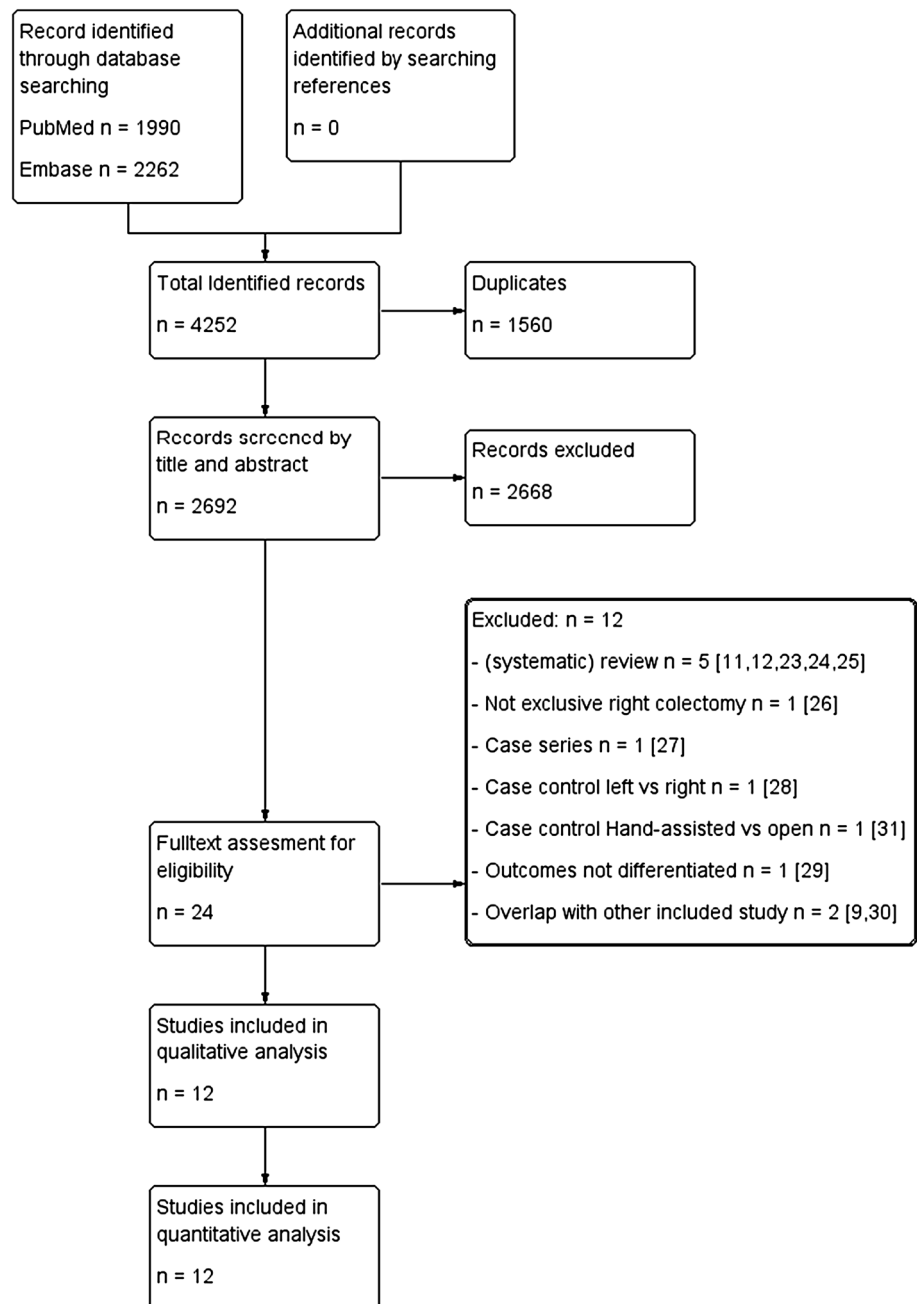 Record identified
through database
searching
PubMed n = 1990
Embase n = 2262
Additional records
identified by searching
references
n = 0
Total Identified records
n = 4252
Duplicates
n = 1560
Records screened by
title and abstract
n = 2692
Records excluded
n = 2668
Fulltext assesment for
eligibility
n = 24
Excluded: n = 12
- (systematic) review n = 5 [11,12,23,24,25]
- Not exclusive right colectomy n = 1 [26]
- Case series n = 1 [27]
- Case control left vs right n = 1 [28]
- Case control Hand-assisted vs open n = 1 [31]
- Outcomes not differentiated n = 1 [29]
- Overlap with other included study n = 2 [9,30]
Studies included in
qualitative analysis
n = 12
Studies included in
quantitative analysis
n = 12